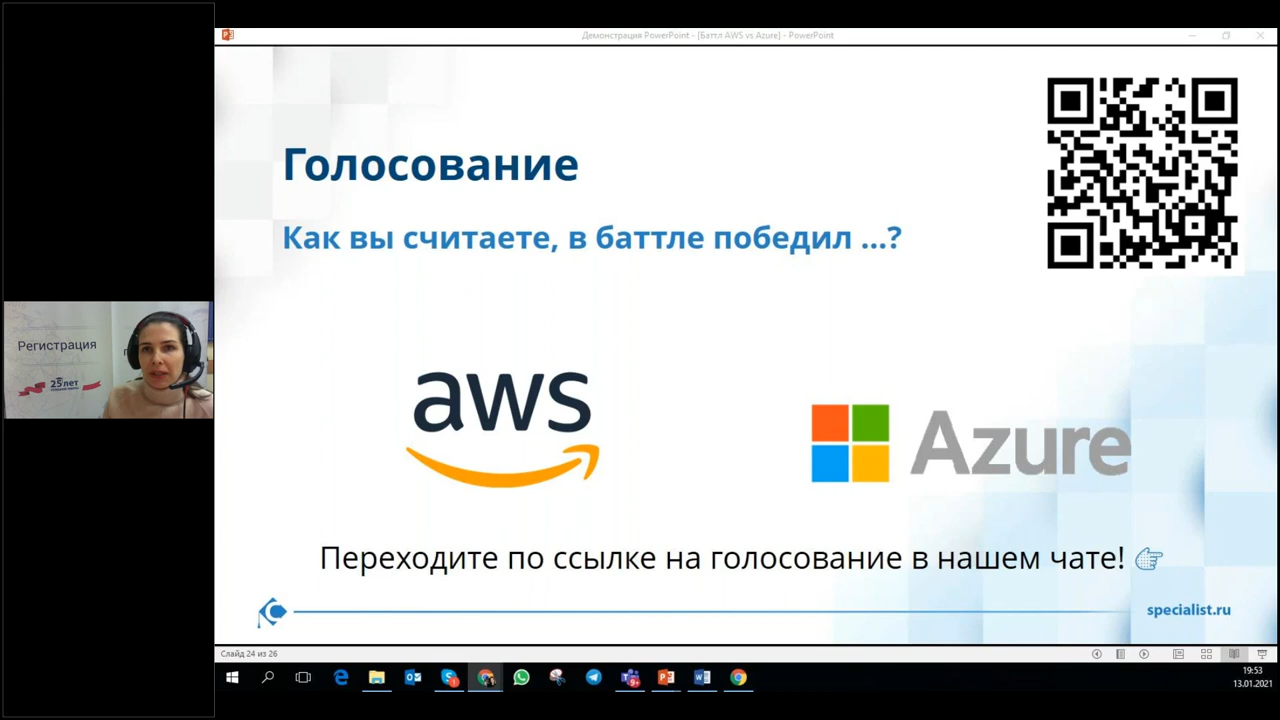 Демонстрация PowerPoint - [Баттл AWS vs Azure] - PowerPoint
Голосование
Как вы считаете, в баттле победил ...?
Регистрация
25 лет
aws
Azure
Переходите по ссылке на голосование в нашем чате!
specialist.ru
Слайд 24 из 26
19:53
13.01.2021